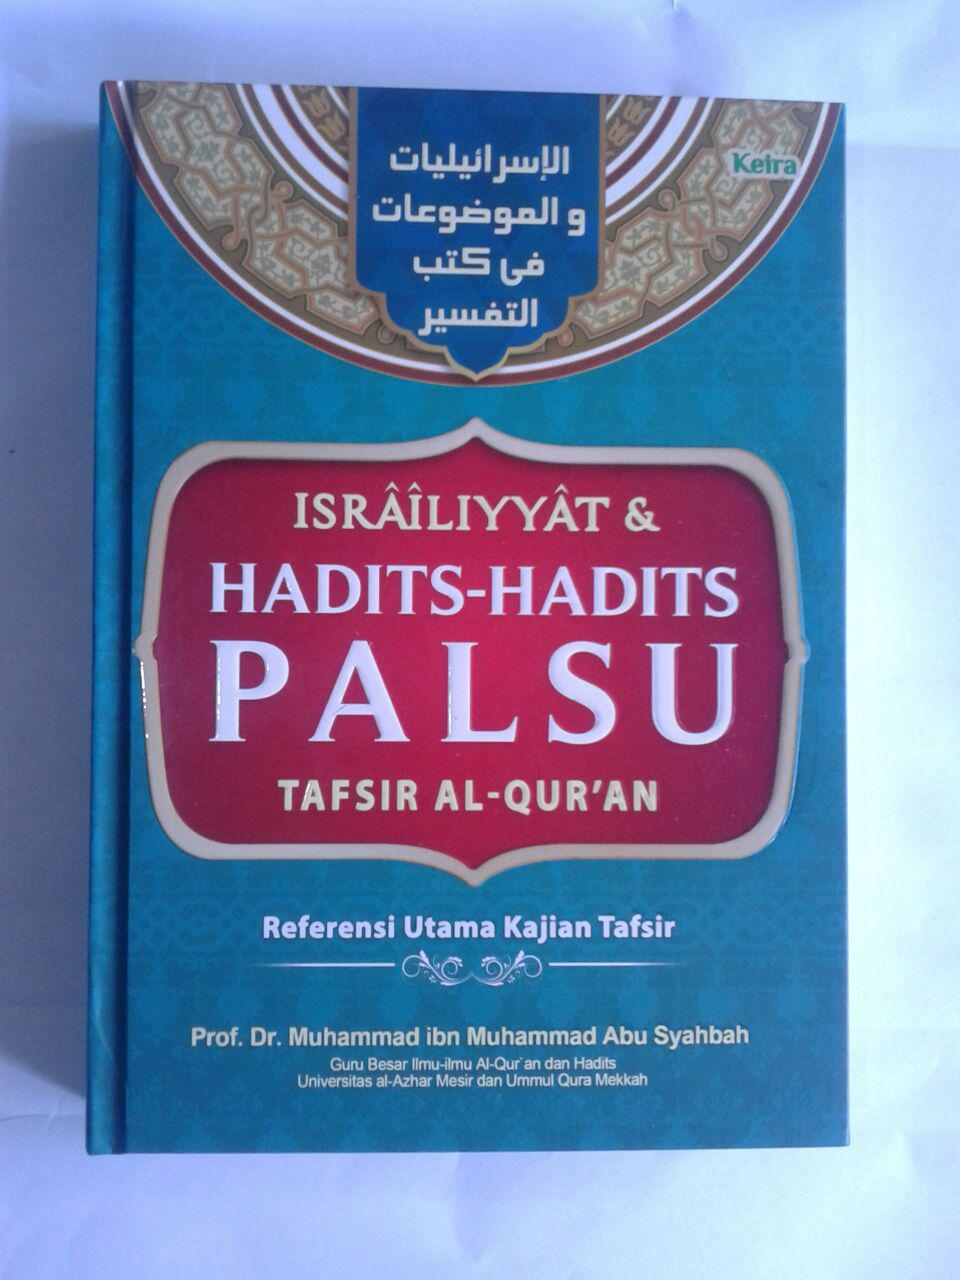 الإسرائيليات
والموضوعات
فى كتب
التفسير
Keira
ISRÂÎLIYYÂT &
HADITS-HADITS
PALSU
TAFSIR AL-QUR'AN
Referensi Utama Kajian Tafsir
Prof. Dr. Muhammad ibn Muhammad Abu Syahbah
Guru Besar Ilmu-ilmu Al-Qur`an dan Hadits
Universitas al-Azhar Mesir dan Ummul Qura Mekkah